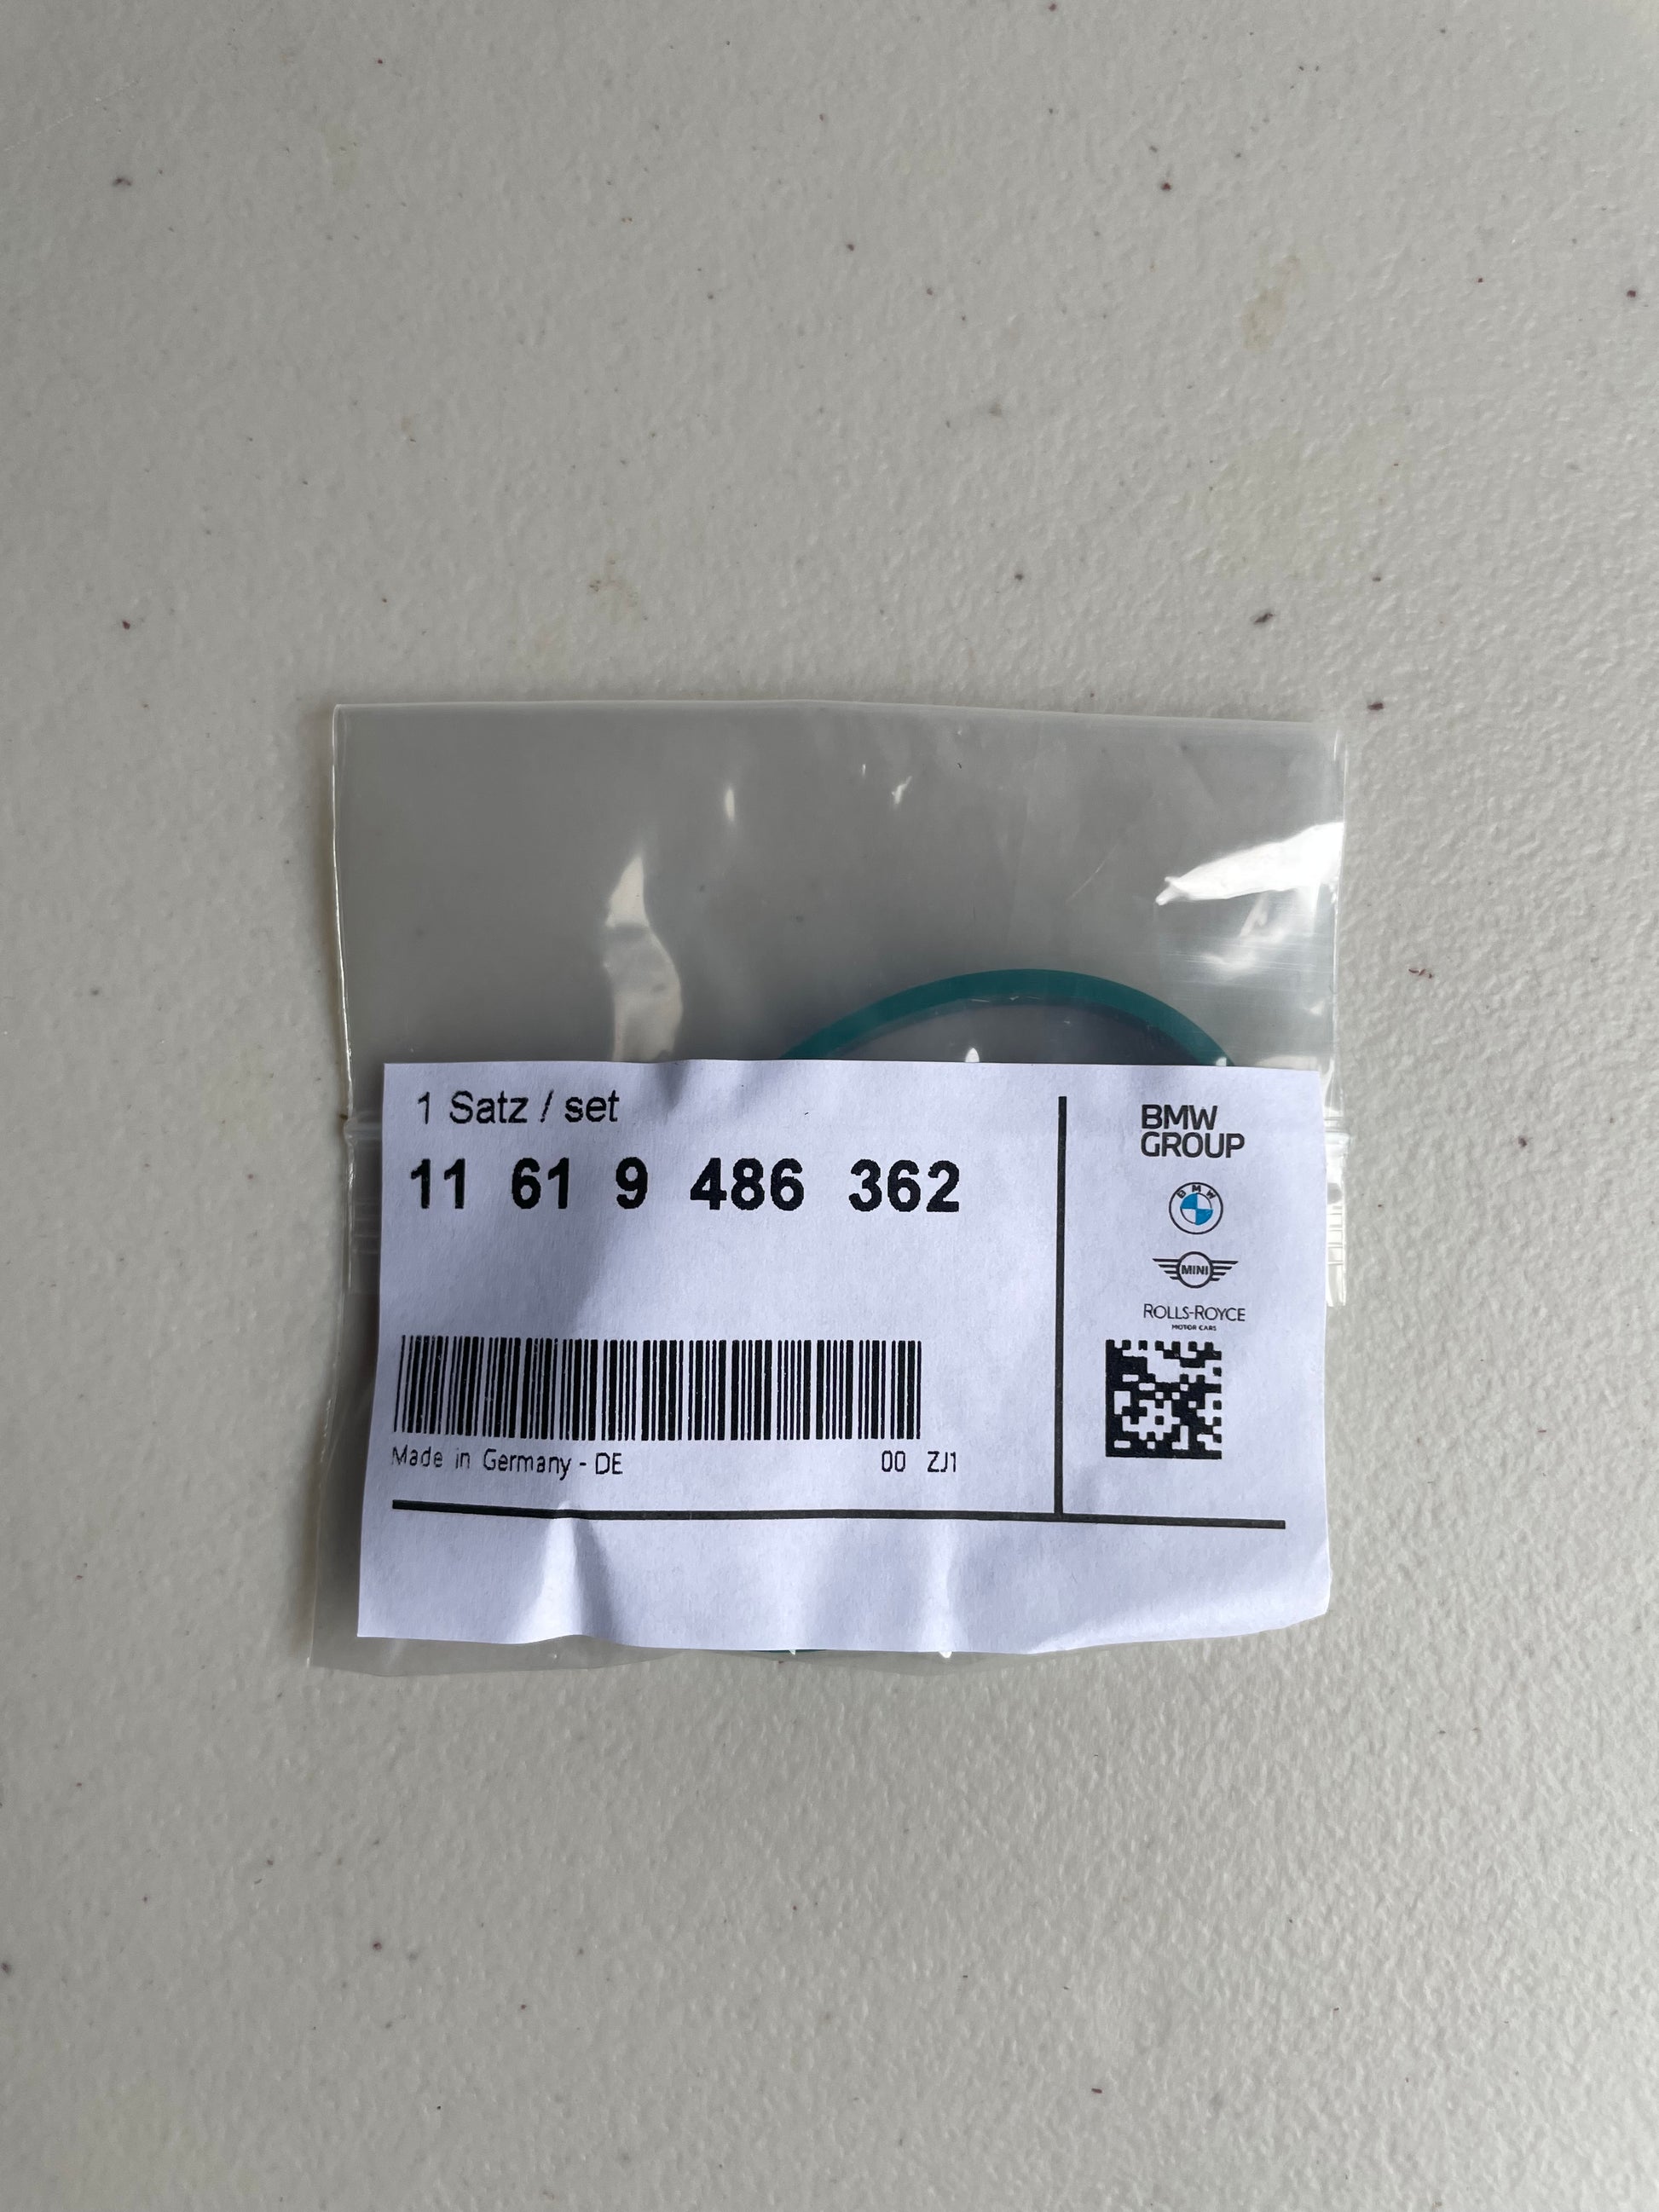 1 Satz / set
11 61 9 486 362
Made in Germany - DE
00 ZJ1
BMW
GROUP
BMW
MINI
ROLLS-ROYCE
MOTOR CARS